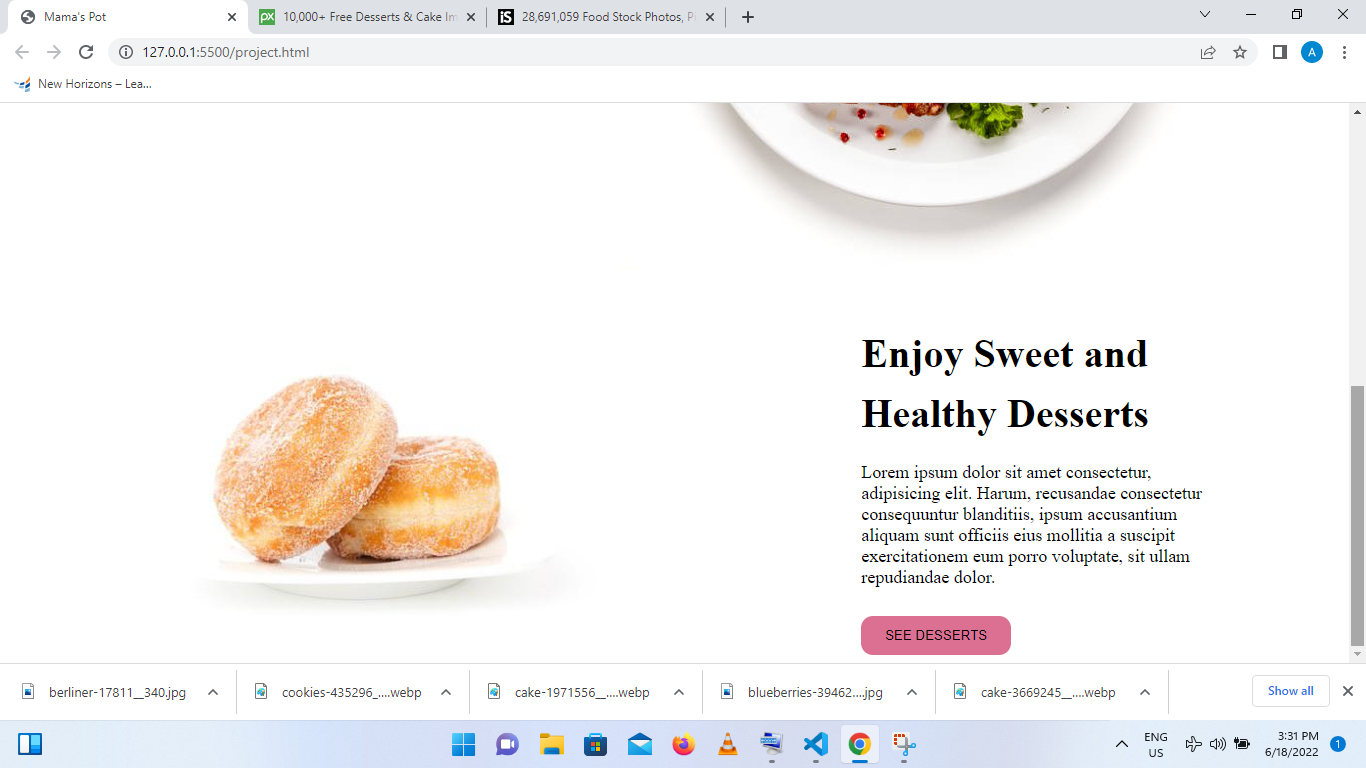 Mama's Pot
10,000+ Free Desserts & Cake Im
28,691,059 Food Stock Photos, Pi
127.0.0.1:5500/project.html
A
New Horizons – Lea...
Enjoy Sweet and
Healthy Desserts
Lorem ipsum dolor sit amet consectetur,
adipisicing elit. Harum, recusandae consectetur
consequuntur blanditiis, ipsum accusantium
aliquam sunt officiis eius mollitia a suscipit
exercitationem eum porro voluptate, sit ullam
repudiandae dolor.
SEE DESSERTS
berliner-17811__340.jpg
cookies-435296_....webp
cake-1971556__....webp
blueberries-39462....jpg
cake-3669245__....webp
Show all
ENG
US
3:31 PM
6/18/2022
1